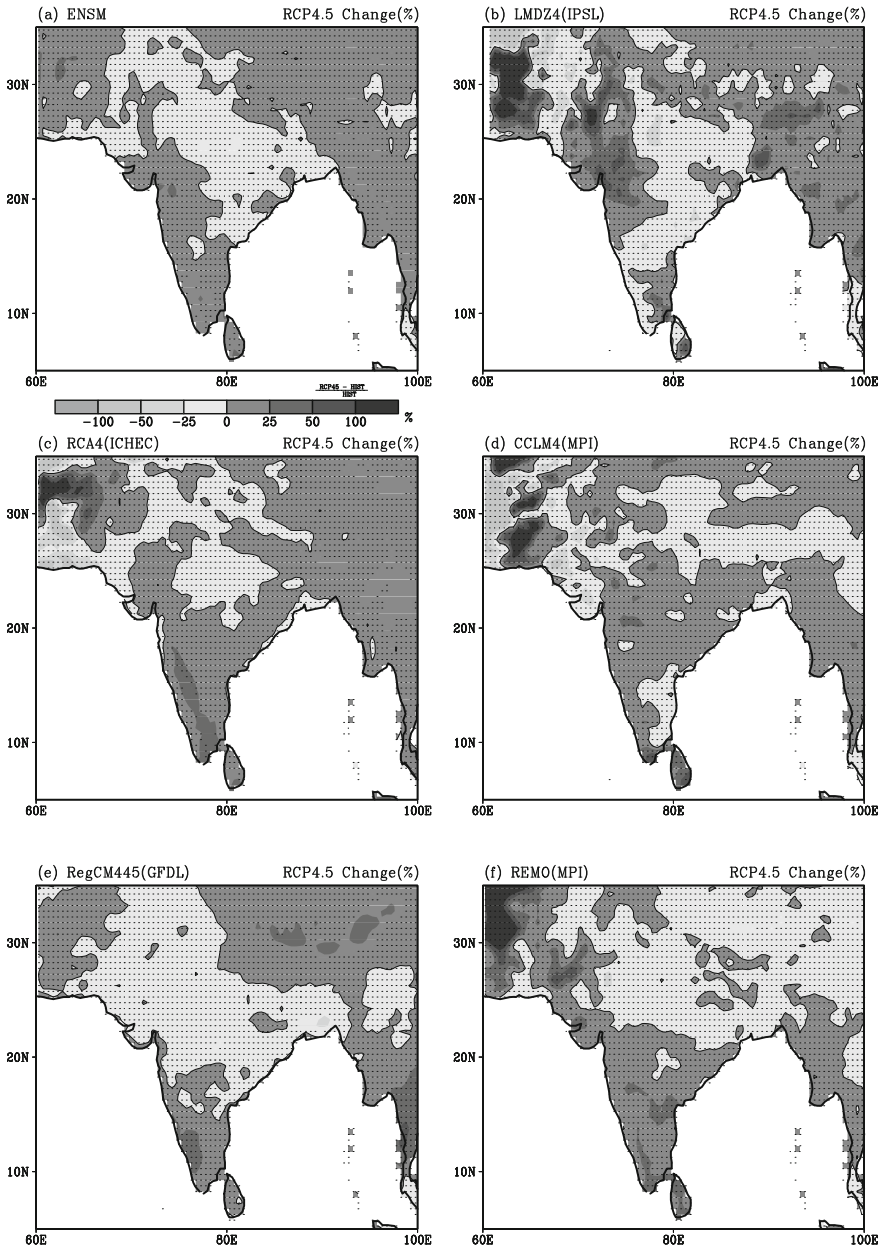 (a) ENSM RCP4.5 Change(%)
30N
20N
10N
60E 80E 100E
(b) LMDZ4(IPSL) RCP4.5 Change(%)
30N
20N
10N
60E 80E 100E
RCP45 - HIST
HIST
-100 -50 -25 0 25 50 100 %
(c) RCA4(ICHEC) RCP4.5 Change(%)
30N
20N
10N
60E 80E 100E
(d) CCLM4(MPI) RCP4.5 Change(%)
30N
20N
10N
60E 80E 100E
(e) RegCM445(GFDL) RCP4.5 Change(%)
30N
20N
10N
60E 80E 100E
(f) REMO(MPI) RCP4.5 Change(%)
30N
20N
10N
60E 80E 100E